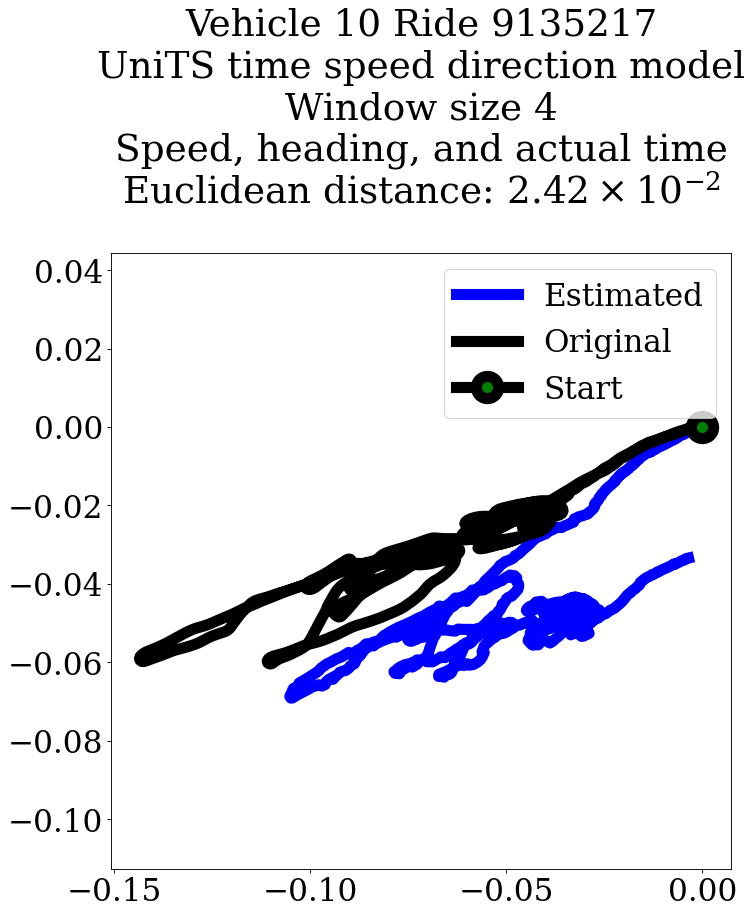 Vehicle 10 Ride 9135217
UniTS time speed direction model
Window size 4
Speed, heading, and actual time
Euclidean distance: 2.42 × 10⁻²
Estimated
Original
Start
0.04
0.02
0.00
−0.02
−0.04
−0.06
−0.08
−0.10
−0.15 −0.10 −0.05 0.00